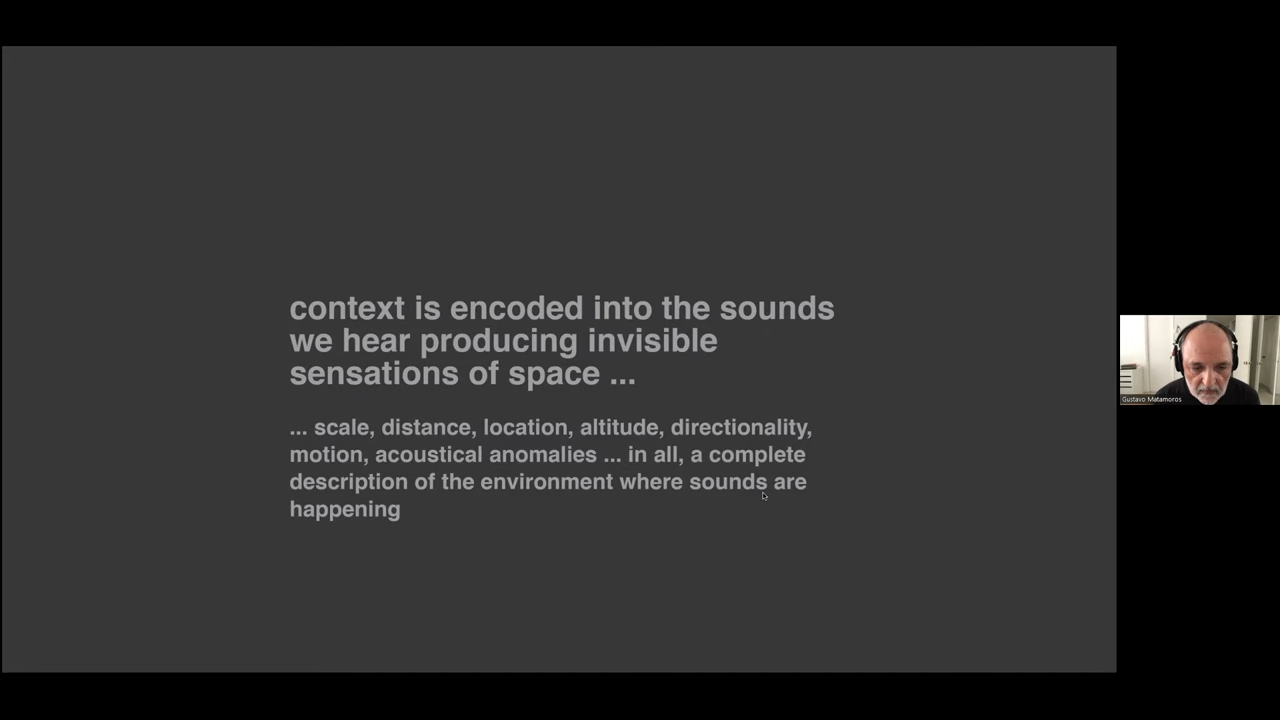 context is encoded into the sounds
we hear producing invisible
sensations of space ...
... scale, distance, location, altitude, directionality,
motion, acoustical anomalies ... in all, a complete
description of the environment where sounds are
happening
Gustavo Matamoros